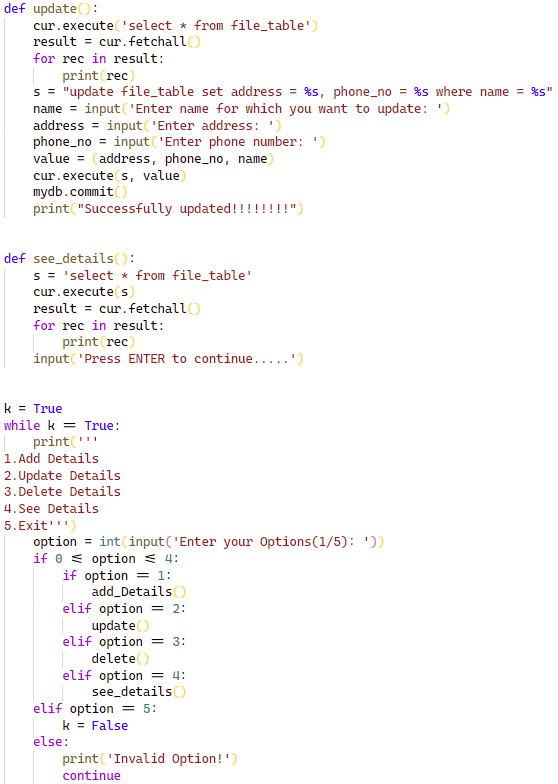 def update():
    cur.execute('select * from file_table')
    result = cur.fetchall()
    for rec in result:
        print(rec)
    s = "update file_table set address = %s, phone_no = %s where name = %s"
    name = input('Enter name for which you want to update: ')
    address = input('Enter address: ')
    phone_no = input('Enter phone number: ')
    value = (address, phone_no, name)
    cur.execute(s, value)
    mydb.commit()
    print("Successfully updated!!!!!!!!")
def see_details():
    s = 'select * from file_table'
    cur.execute(s)
    result = cur.fetchall()
    for rec in result:
        print(rec)
    input('Press ENTER to continue.....')
k = True
while k == True:
    print('''
1.Add Details
2.Update Details
3.Delete Details
4.See Details
5.Exit''')
    option = int(input('Enter your Options(1/5): '))
    if 0 <= option <= 4:
        if option == 1:
            add_Details()
        elif option == 2:
            update()
        elif option == 3:
            delete()
        elif option == 4:
            see_details()
    elif option == 5:
        k = False
    else:
        print('Invalid Option!')
        continue